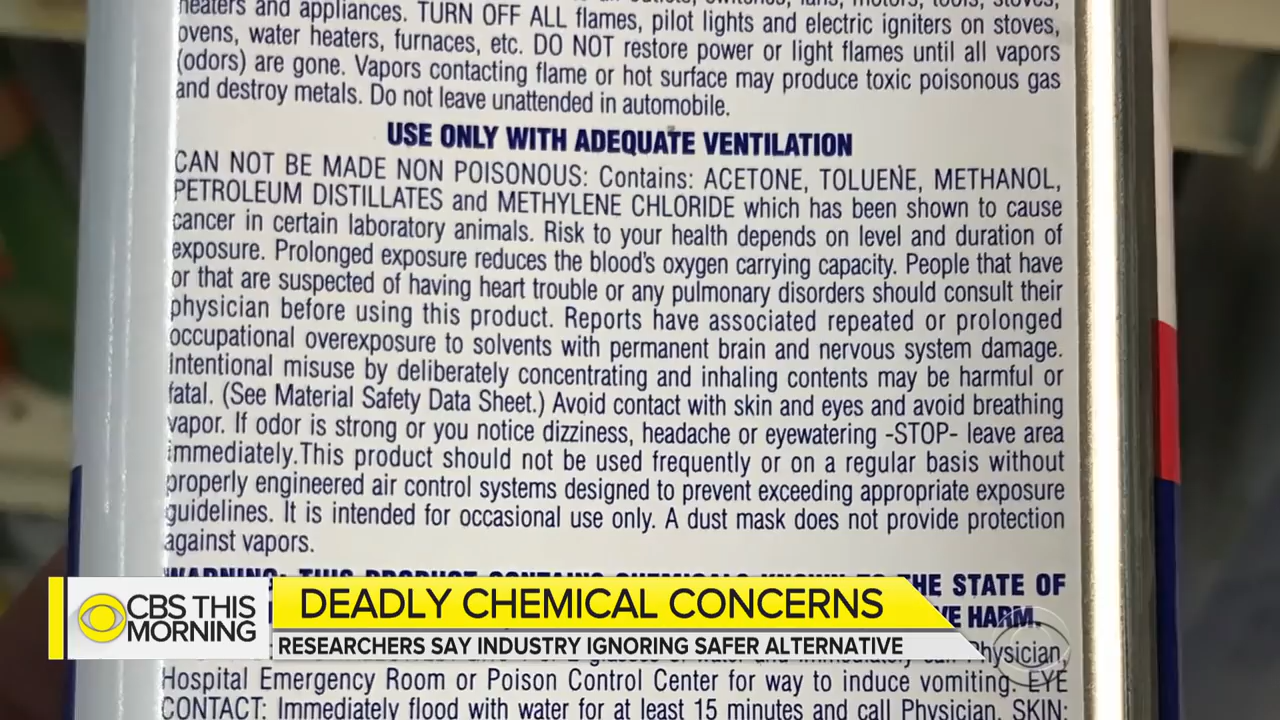 heaters and appliances. TURN OFF ALL flames, pilot lights and electric igniters on stoves,
ovens, water heaters, furnaces, etc. DO NOT restore power or light flames until all vapors
(odors) are gone. Vapors contacting flame or hot surface may produce toxic poisonous gas
and destroy metals. Do not leave unattended in automobile.
USE ONLY WITH ADEQUATE VENTILATION
CAN NOT BE MADE NON POISONOUS: Contains: ACETONE, TOLUENE, METHANOL,
PETROLEUM DISTILLATES and METHYLENE CHLORIDE which has been shown to cause
cancer in certain laboratory animals. Risk to your health depends on level and duration of
exposure. Prolonged exposure reduces the blood's oxygen carrying capacity. People that have
or that are suspected of having heart trouble or any pulmonary disorders should consult their
physician before using this product. Reports have associated repeated or prolonged
occupational overexposure to solvents with permanent brain and nervous system damage.
Intentional misuse by deliberately concentrating and inhaling contents may be harmful or
fatal. (See Material Safety Data Sheet.) Avoid contact with skin and eyes and avoid breathing
vapor. If odor is strong or you notice dizziness, headache or eyewatering -STOP- leave area
immediately.This product should not be used frequently or on a regular basis without
properly engineered air control systems designed to prevent exceeding appropriate exposure
guidelines. It is intended for occasional use only. A dust mask does not provide protection
against vapors.
WARNING: THIS PRODUCT CONTAINS CHEMICALS KNOWN TO THE STATE OF
HARM.
Physician,
Hospital Emergency Room or Poison Control Center for way to induce vomiting. EYE
CONTACT: Immediately flood with water for at least 15 minutes and call Physician. SKIN:
CBS THIS
MORNING
DEADLY CHEMICAL CONCERNS
RESEARCHERS SAY INDUSTRY IGNORING SAFER ALTERNATIVE